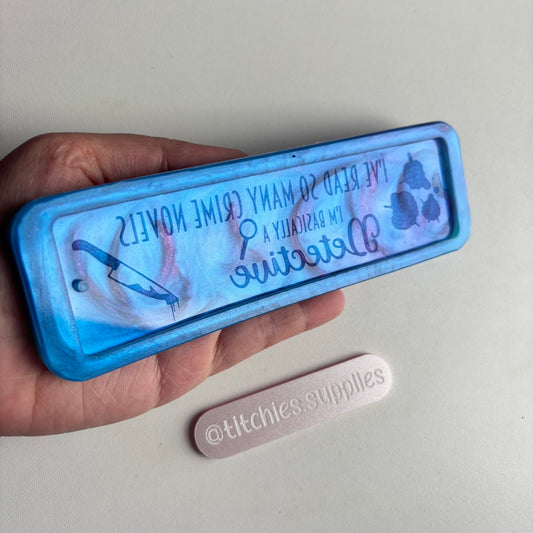 I'VE READ SO MANY CRIME NOVELS
I'M BASICALLY A
Detective
@titchies.supplies